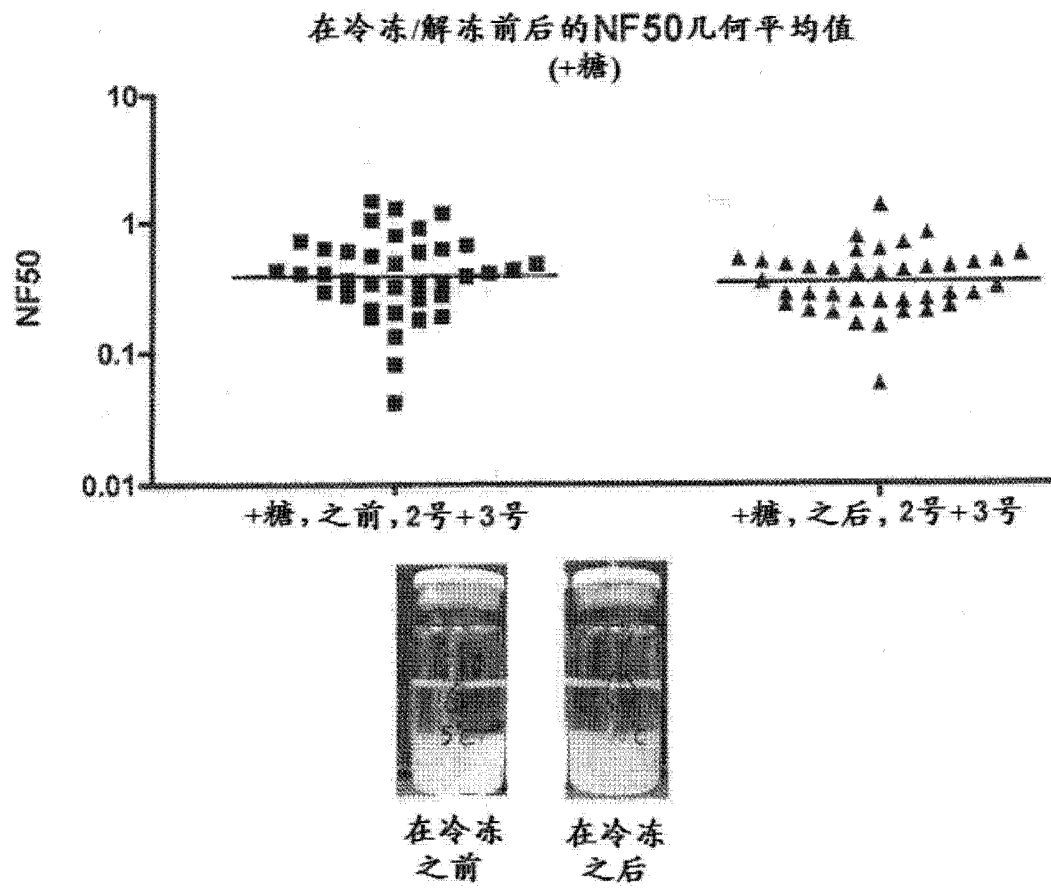 在冷冻/解冻前后的NF50几何平均值
(+糖)
10
1
0.1
0.01
NF50
+糖,之前,2号+3号
+糖,之后,2号+3号
在冷冻
之前
在冷冻
之后